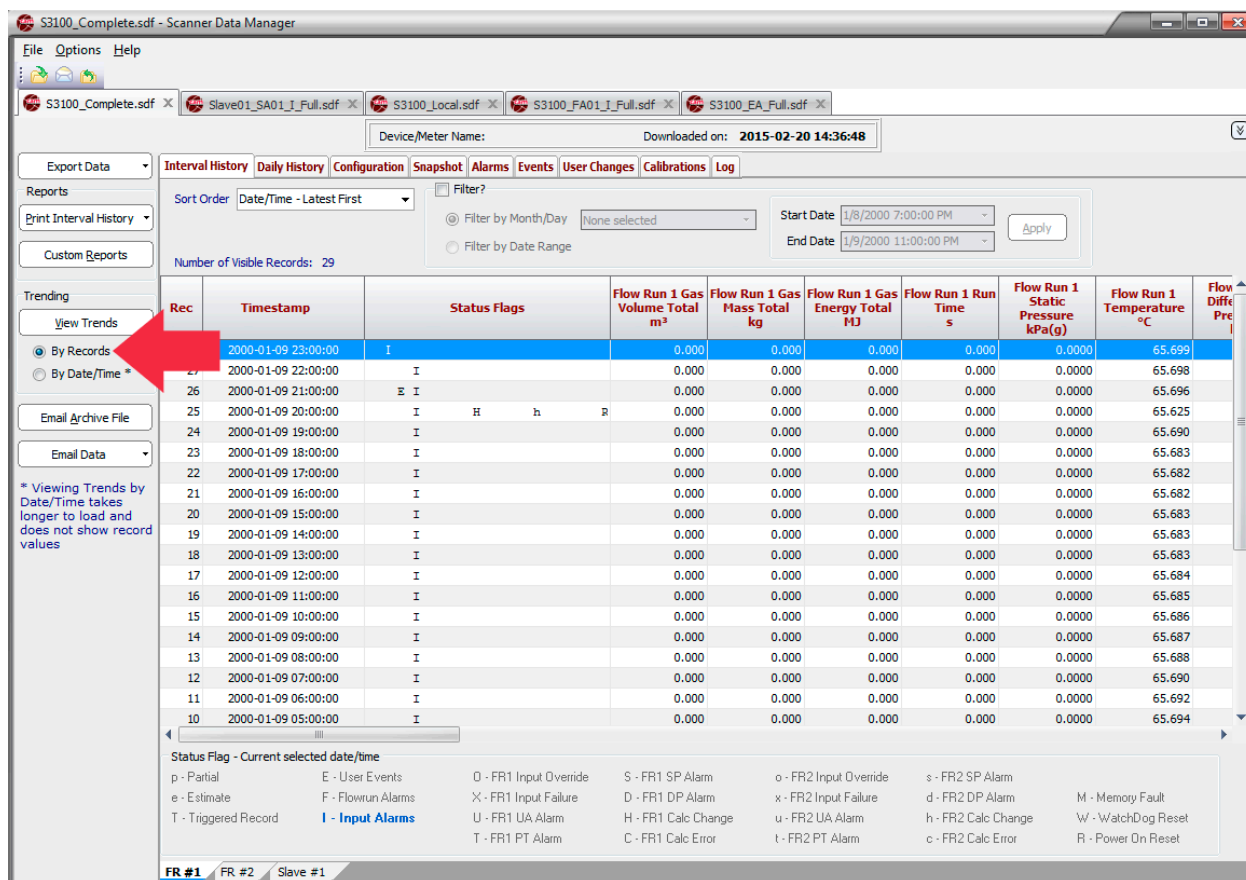 S3100_Complete.sdf - Scanner Data Manager
File Options Help
S3100_Complete.sdf Slave01_SA01_I_Full.sdf S3100_Local.sdf S3100_FA01_I_Full.sdf S3100_EA_Full.sdf
Device/Meter Name: Downloaded on: 2015-02-20 14:36:48
Export Data
Reports
Print Interval History
Custom Reports
Trending
View Trends
By Records
By Date/Time *
Email Archive File
Email Data
* Viewing Trends by
Date/Time takes
longer to load and
does not show record
values
Interval History Daily History Configuration Snapshot Alarms Events User Changes Calibrations Log
Sort Order Date/Time - Latest First
Filter?
Filter by Month/Day None selected
Filter by Date Range
Start Date 1/8/2000 7:00:00 PM
End Date 1/9/2000 11:00:00 PM
Apply
Number of Visible Records: 29
Rec Timestamp Status Flags Flow Run 1 Gas Volume Total m³ Flow Run 1 Gas Mass Total kg Flow Run 1 Gas Energy Total MJ Flow Run 1 Run Time s Flow Run 1 Static Pressure kPa(g) Flow Run 1 Temperature °C Flow Diffe Pre
2000-01-09 23:00:00 I 0.000 0.000 0.000 0.000 0.0000 65.699
27 2000-01-09 22:00:00 I 0.000 0.000 0.000 0.000 0.0000 65.698
26 2000-01-09 21:00:00 E I 0.000 0.000 0.000 0.000 0.0000 65.696
25 2000-01-09 20:00:00 I H h R 0.000 0.000 0.000 0.000 0.0000 65.625
24 2000-01-09 19:00:00 I 0.000 0.000 0.000 0.000 0.0000 65.690
23 2000-01-09 18:00:00 I 0.000 0.000 0.000 0.000 0.0000 65.683
22 2000-01-09 17:00:00 I 0.000 0.000 0.000 0.000 0.0000 65.682
21 2000-01-09 16:00:00 I 0.000 0.000 0.000 0.000 0.0000 65.682
20 2000-01-09 15:00:00 I 0.000 0.000 0.000 0.000 0.0000 65.683
19 2000-01-09 14:00:00 I 0.000 0.000 0.000 0.000 0.0000 65.683
18 2000-01-09 13:00:00 I 0.000 0.000 0.000 0.000 0.0000 65.683
17 2000-01-09 12:00:00 I 0.000 0.000 0.000 0.000 0.0000 65.684
16 2000-01-09 11:00:00 I 0.000 0.000 0.000 0.000 0.0000 65.685
15 2000-01-09 10:00:00 I 0.000 0.000 0.000 0.000 0.0000 65.686
14 2000-01-09 09:00:00 I 0.000 0.000 0.000 0.000 0.0000 65.687
13 2000-01-09 08:00:00 I 0.000 0.000 0.000 0.000 0.0000 65.688
12 2000-01-09 07:00:00 I 0.000 0.000 0.000 0.000 0.0000 65.690
11 2000-01-09 06:00:00 I 0.000 0.000 0.000 0.000 0.0000 65.692
10 2000-01-09 05:00:00 I 0.000 0.000 0.000 0.000 0.0000 65.694
Status Flag - Current selected date/time
p - Partial E - User Events O - FR1 Input Override S - FR1 SP Alarm o - FR2 Input Override s - FR2 SP Alarm
e - Estimate F - Flowrun Alarms X - FR1 Input Failure D - FR1 DP Alarm x - FR2 Input Failure d - FR2 DP Alarm M - Memory Fault
T - Triggered Record I - Input Alarms U - FR1 UA Alarm H - FR1 Calc Change u - FR2 UA Alarm h - FR2 Calc Change W - WatchDog Reset
T - FR1 PT Alarm C - FR1 Calc Error t - FR2 PT Alarm c - FR2 Calc Error R - Power On Reset
FR #1 FR #2 Slave #1